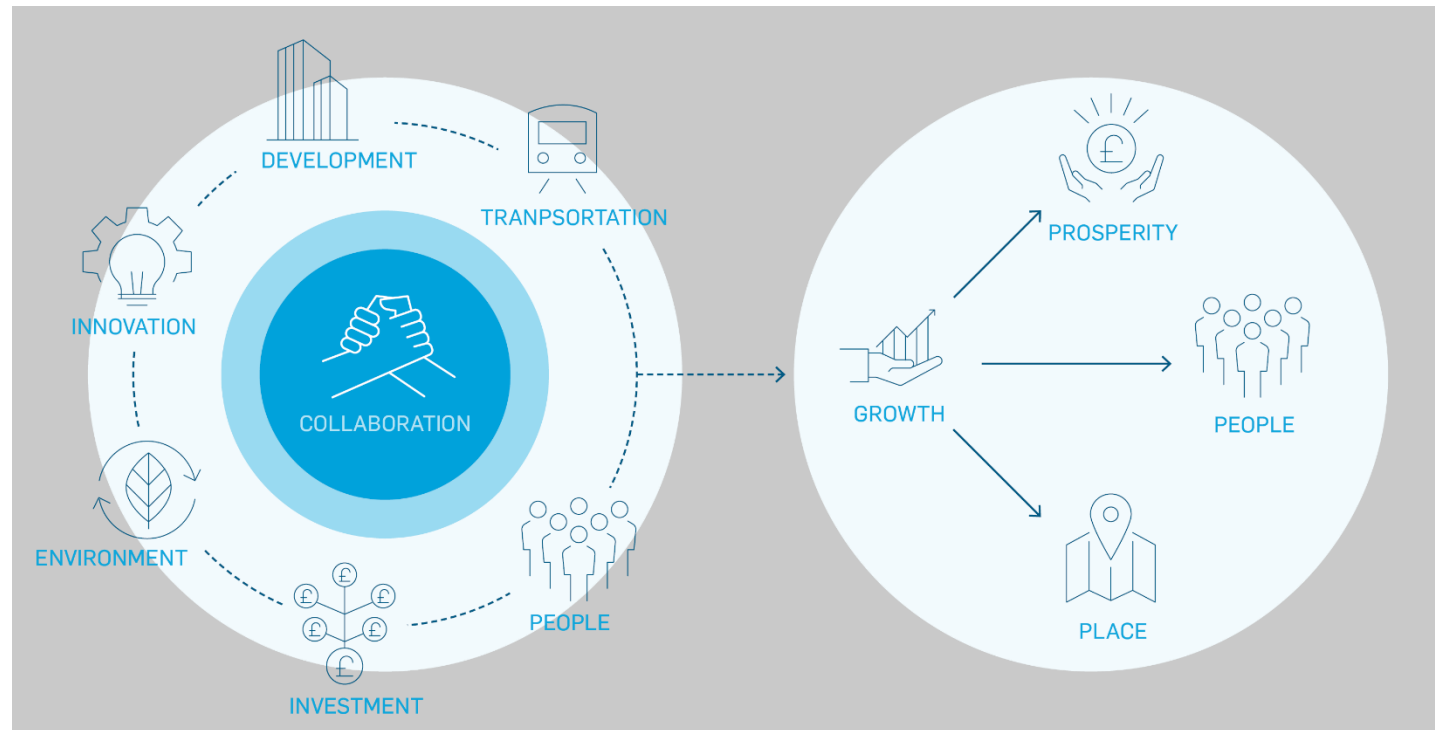 DEVELOPMENT
TRANPSORTATION
INNOVATION
COLLABORATION
ENVIRONMENT
£
£ £
£ £
£
INVESTMENT
PEOPLE
£
PROSPERITY
GROWTH
PEOPLE
PLACE